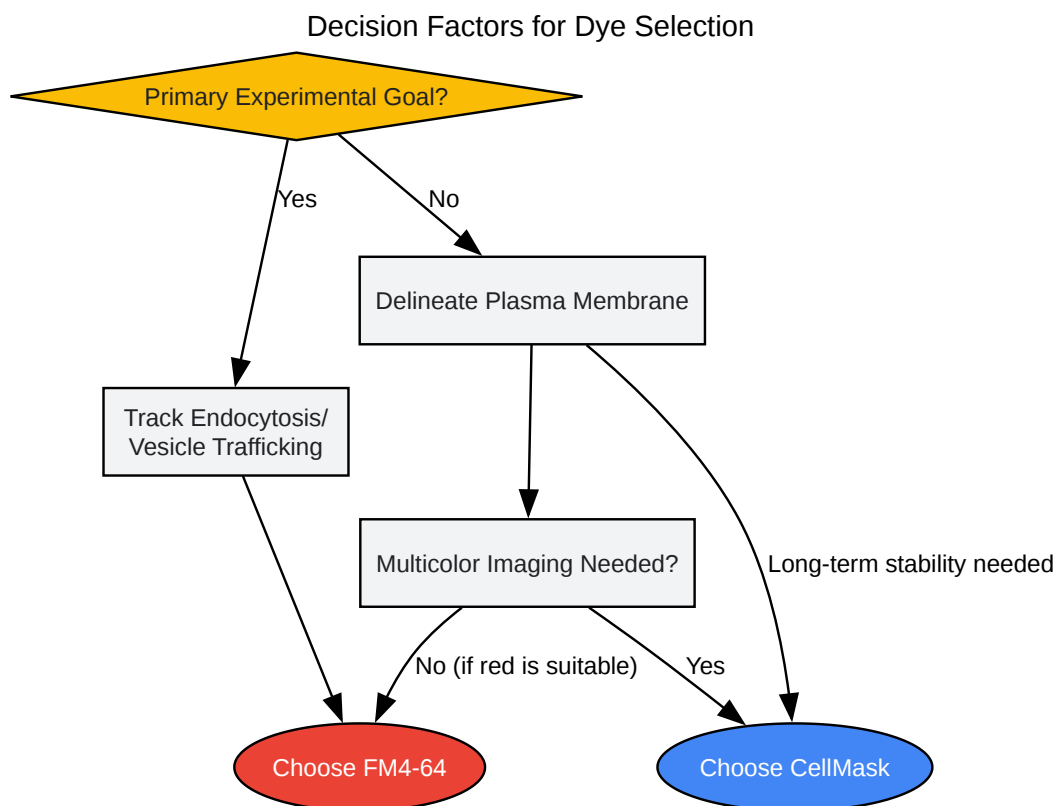 Decision Factors for Dye Selection
Primary Experimental Goal?
Yes
No
Delineate Plasma Membrane
Track Endocytosis/
Vesicle Trafficking
Multicolor Imaging Needed?
Long-term stability needed
No (if red is suitable)
Yes
Choose FM4-64
Choose CellMask